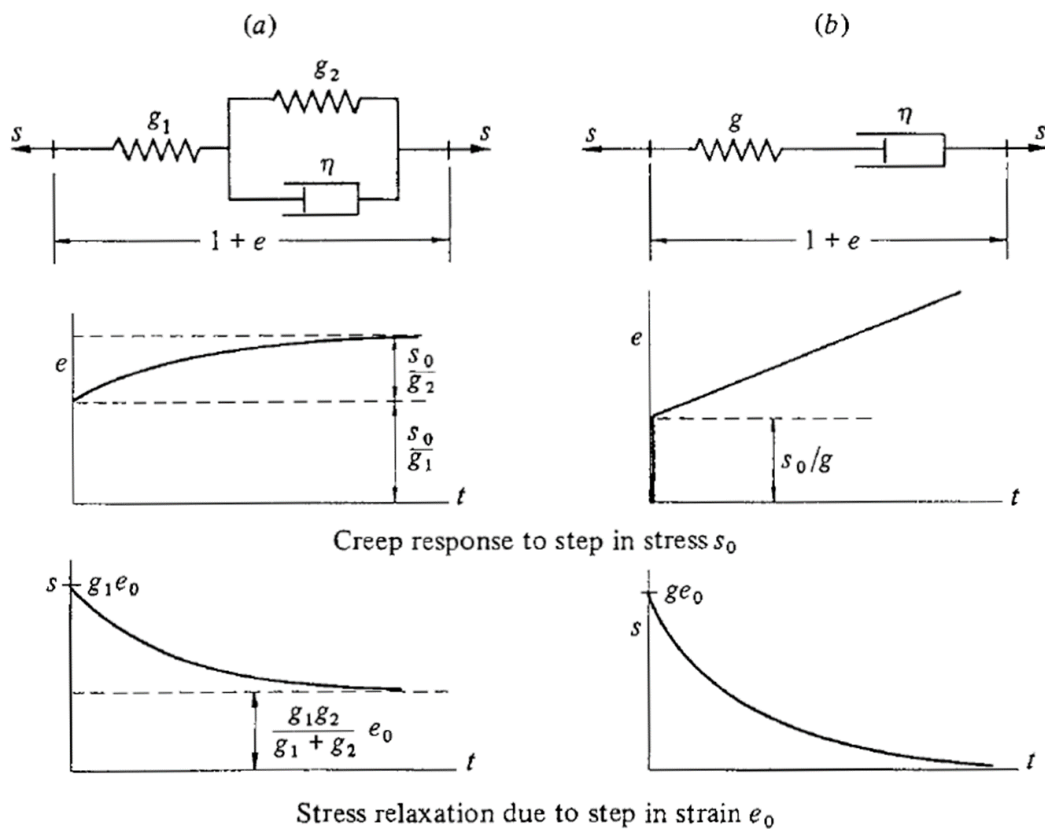 (a) (b)
g₂
s g₁ s s g η s
η
1 + e 1 + e
e s₀/g₂ e
s₀/g₁ s₀/g
t t
Creep response to step in stress s₀
s g₁e₀ ge₀
s
g₁g₂/(g₁ + g₂) e₀
t t
Stress relaxation due to step in strain e₀